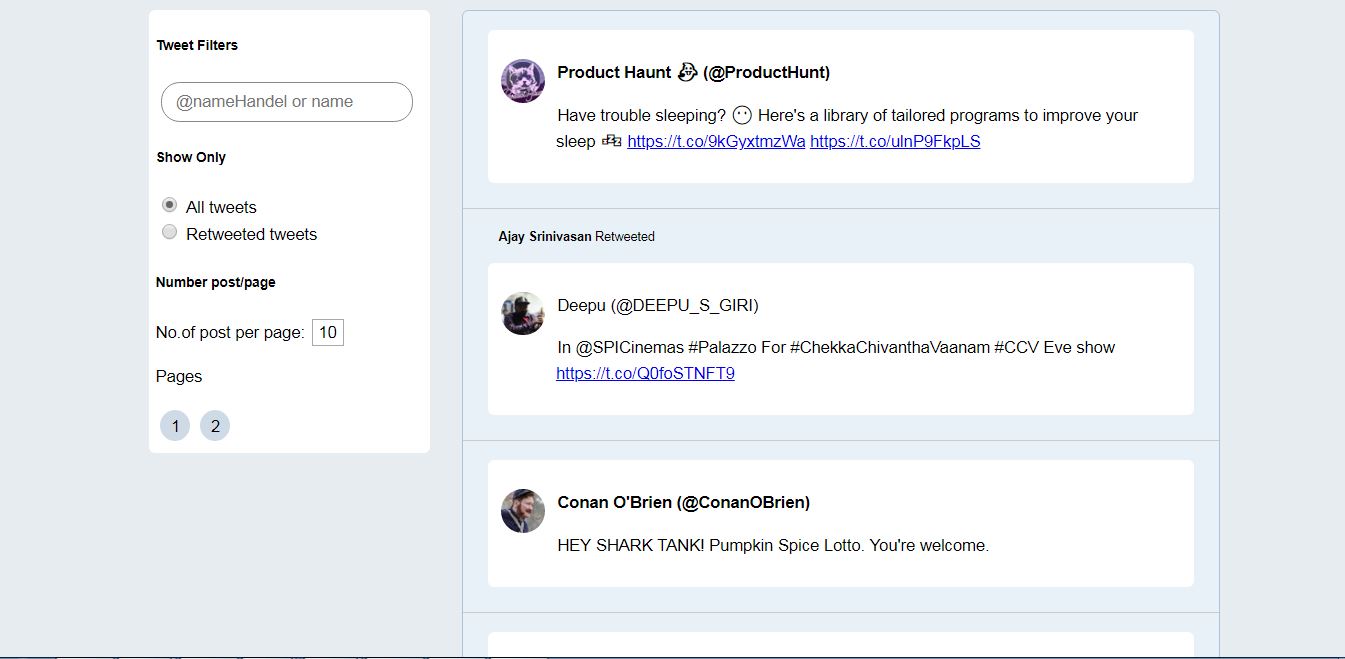 Tweet Filters
@nameHandel or name
Show Only
All tweets
Retweeted tweets
Number post/page
No.of post per page: 10
Pages
1 2
Product Haunt 👻 (@ProductHunt)
Have trouble sleeping? 😶 Here's a library of tailored programs to improve your
sleep 💤 https://t.co/9kGyxtmzWa https://t.co/ulnP9FkpLS
Ajay Srinivasan Retweeted
Deepu (@DEEPU_S_GIRI)
In @SPICinemas #Palazzo For #ChekkaChivanthaVaanam #CCV Eve show
https://t.co/Q0foSTNFT9
Conan O'Brien (@ConanOBrien)
HEY SHARK TANK! Pumpkin Spice Lotto. You're welcome.